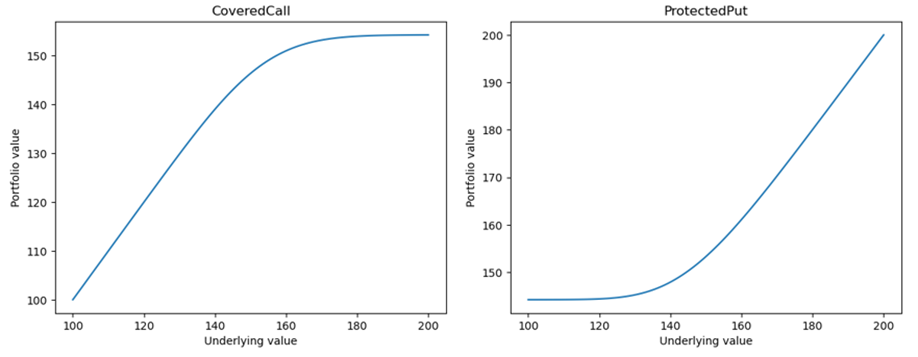 CoveredCall
Portfolio value
150
140
130
120
110
100
100 120 140 160 180 200
Underlying value
ProtectedPut
Portfolio value
200
190
180
170
160
150
100 120 140 160 180 200
Underlying value